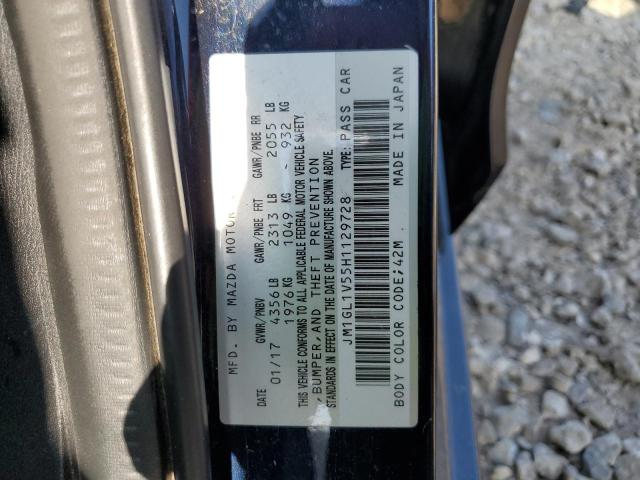 MFD. BY MAZDA MOTOR
DATE GVWR/PNBV GAWR/PNBE FRT GAWR/PNBE RR
01/17 4356 LB 2313 LB 2055 LB
1976 KG 1049 KG 932 KG
THIS VEHICLE CONFORMS TO ALL APPLICABLE FEDERAL MOTOR VEHICLE SAFETY
,BUMPER,AND THEFT PREVENTION
STANDARDS IN EFFECT ON THE DATE OF MANUFACTURE SHOWN ABOVE.
JM1GL1V55H1129728 TYPE: PASS CAR
BODY COLOR CODE;42M MADE IN JAPAN